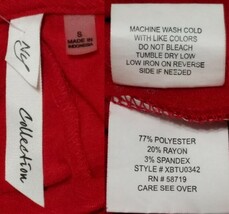 Collection
S
MADE IN
INDONESIA
MACHINE WASH COLD
WITH LIKE COLORS
DO NOT BLEACH
TUMBLE DRY LOW
LOW IRON ON REVERSE
SIDE IF NEEDED
77% POLYESTER
20% RAYON
3% SPANDEX
STYLE # XBTU0342
RN # 58719
CARE SEE OVER